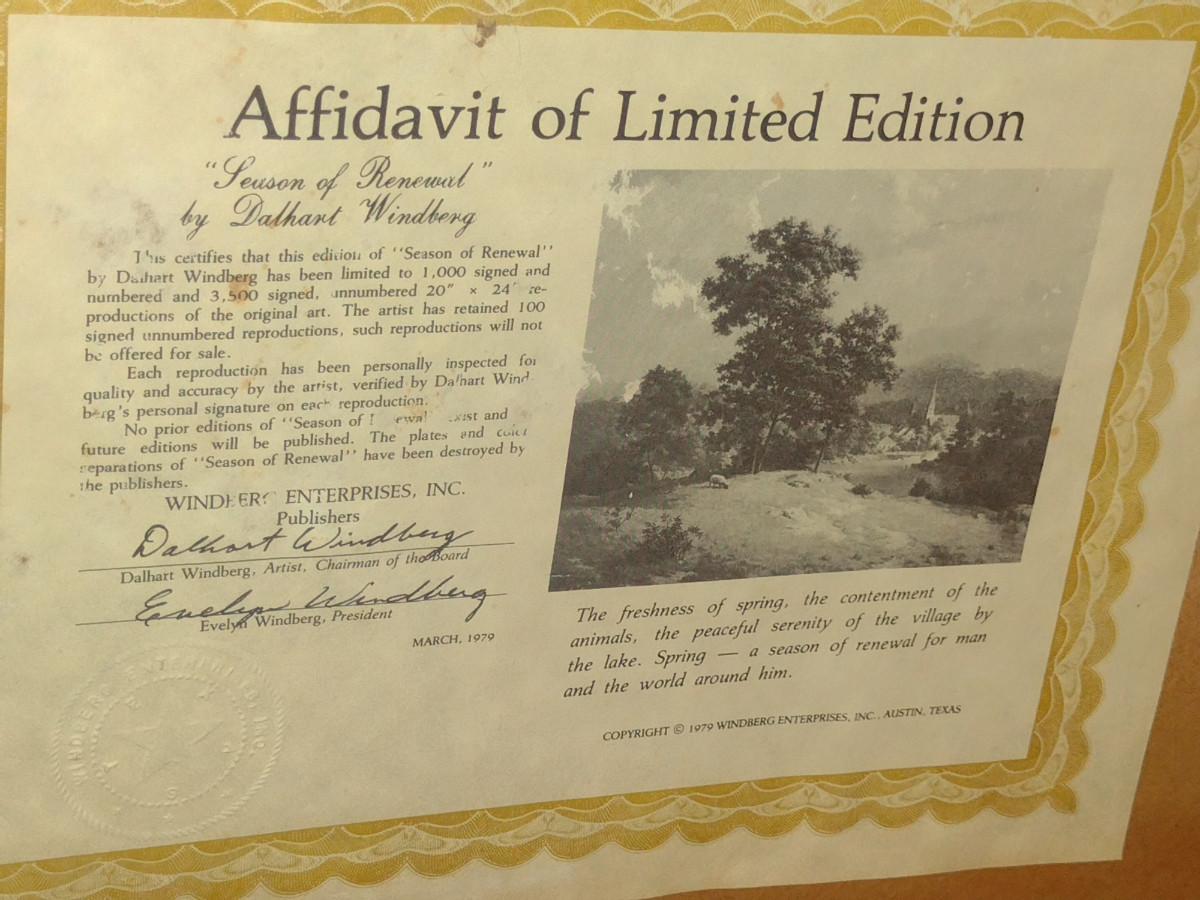 Affidavit of Limited Edition
"Season of Renewal"
by Dalhart Windberg
This certifies that this edition of "Season of Renewal"
by Dalhart Windberg has been limited to 1,000 signed and
numbered and 3,500 signed, unnumbered 20" × 24" re-
productions of the original art. The artist has retained 100
signed unnumbered reproductions, such reproductions will not
be offered for sale.
Each reproduction has been personally inspected for
quality and accuracy by the artist, verified by Dalhart Wind-
berg's personal signature on each reproduction.
No prior editions of "Season of Renewal" exist and
future editions will be published. The plates and color
separations of "Season of Renewal" have been destroyed by
the publishers.
WINDBERG ENTERPRISES, INC.
Publishers
Dalhart Windberg
Dalhart Windberg, Artist, Chairman of the Board
Evelyn Windberg
Evelyn Windberg, President
MARCH, 1979
WINDBERG ENTERPRISES, INC.
The freshness of spring, the contentment of the
animals, the peaceful serenity of the village by
the lake. Spring — a season of renewal for man
and the world around him.
COPYRIGHT © 1979 WINDBERG ENTERPRISES, INC., AUSTIN, TEXAS